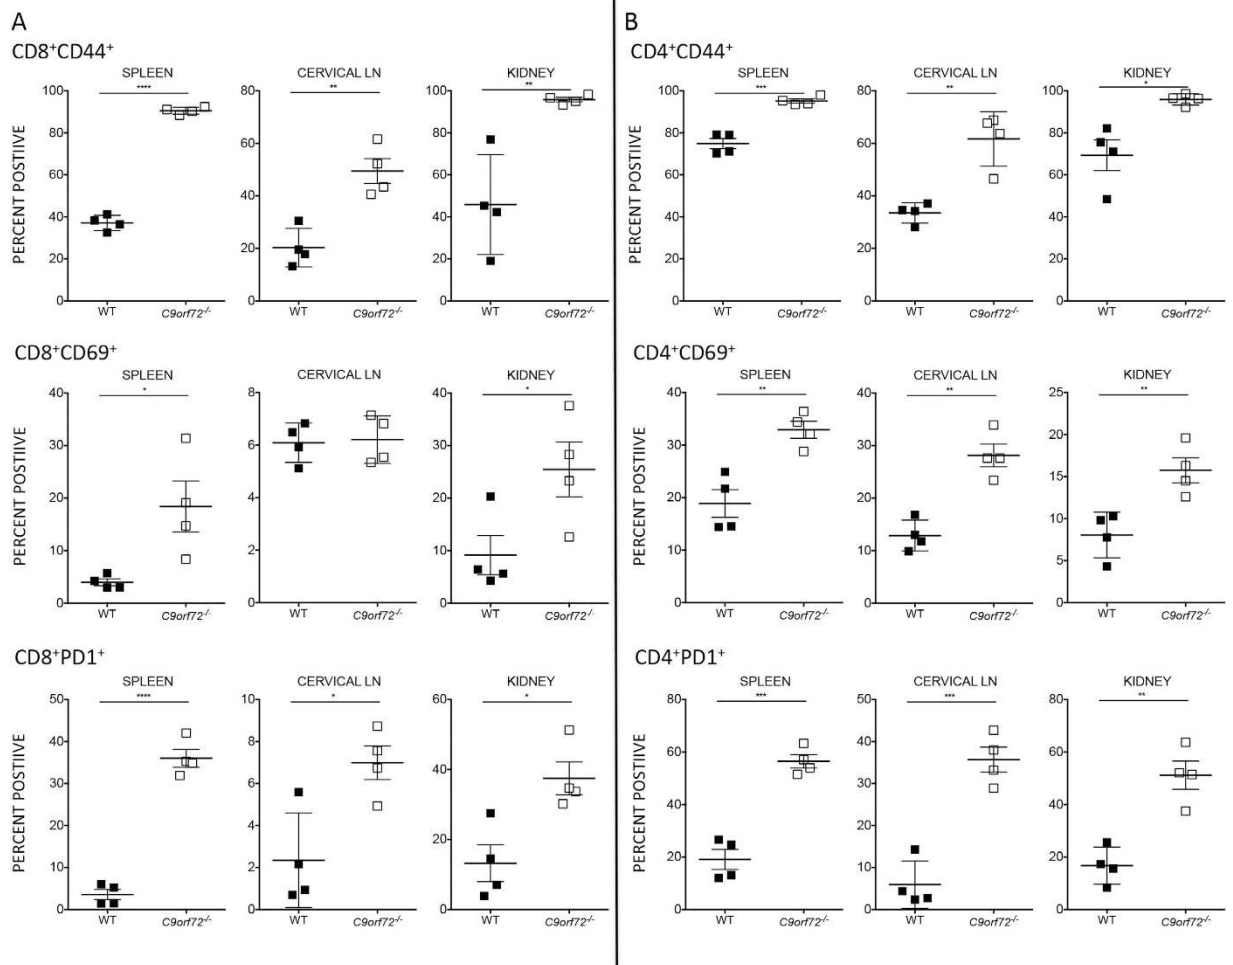 A
CD8+CD44+
PERCENT POSTIIVE
SPLEEN
****
100
80
60
40
20
0
WT C9orf72-/-
CERVICAL LN
**
80
60
40
20
0
WT C9orf72-/-
KIDNEY
**
100
80
60
40
20
0
WT C9orf72-/-
CD8+CD69+
PERCENT POSTIIVE
SPLEEN
*
40
30
20
10
0
WT C9orf72-/-
CERVICAL LN
8
6
4
2
0
WT C9orf72-/-
KIDNEY
*
40
30
20
10
0
WT C9orf72-/-
CD8+PD1+
PERCENT POSTIIVE
SPLEEN
****
50
40
30
20
10
0
WT C9orf72-/-
CERVICAL LN
*
10
8
6
4
2
0
WT C9orf72-/-
KIDNEY
*
60
40
20
0
WT C9orf72-/-
B
CD4+CD44+
PERCENT POSTIIVE
SPLEEN
***
100
80
60
40
20
0
WT C9orf72-/-
CERVICAL LN
**
80
60
40
20
0
WT C9orf72-/-
KIDNEY
*
100
80
60
40
20
0
WT C9orf72-/-
CD4+CD69+
PERCENT POSTIIVE
SPLEEN
**
40
30
20
10
0
WT C9orf72-/-
CERVICAL LN
**
40
30
20
10
0
WT C9orf72-/-
KIDNEY
**
25
20
15
10
5
0
WT C9orf72-/-
CD4+PD1+
PERCENT POSTIIVE
SPLEEN
***
80
60
40
20
0
WT C9orf72-/-
CERVICAL LN
***
50
40
30
20
10
0
WT C9orf72-/-
KIDNEY
**
80
60
40
20
0
WT C9orf72-/-